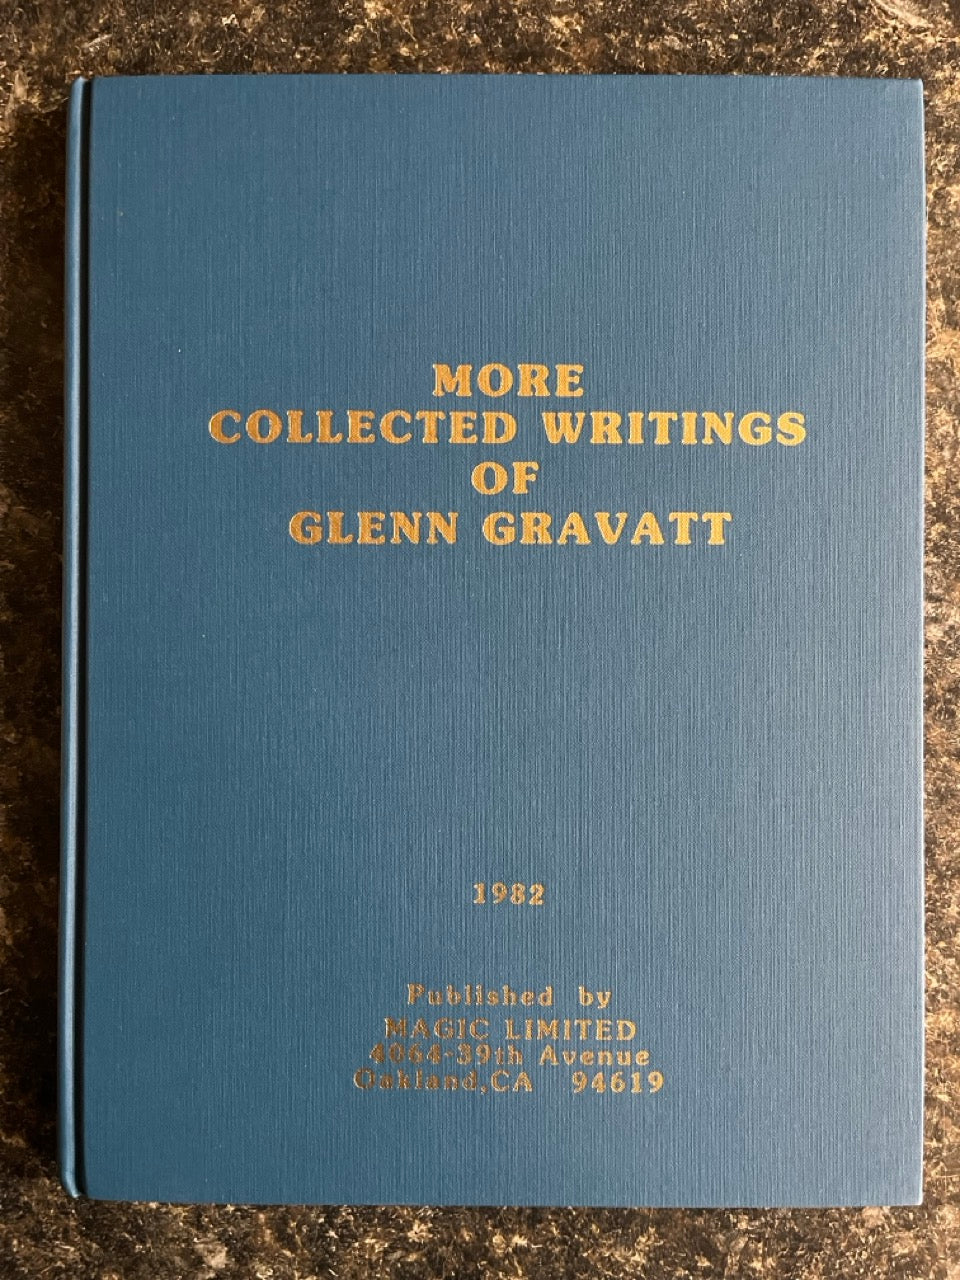 MORE
COLLECTED WRITINGS
OF
GLENN GRAVATT
1982
Published by
MAGIC LIMITED
4064-39th Avenue
Oakland,CA 94619